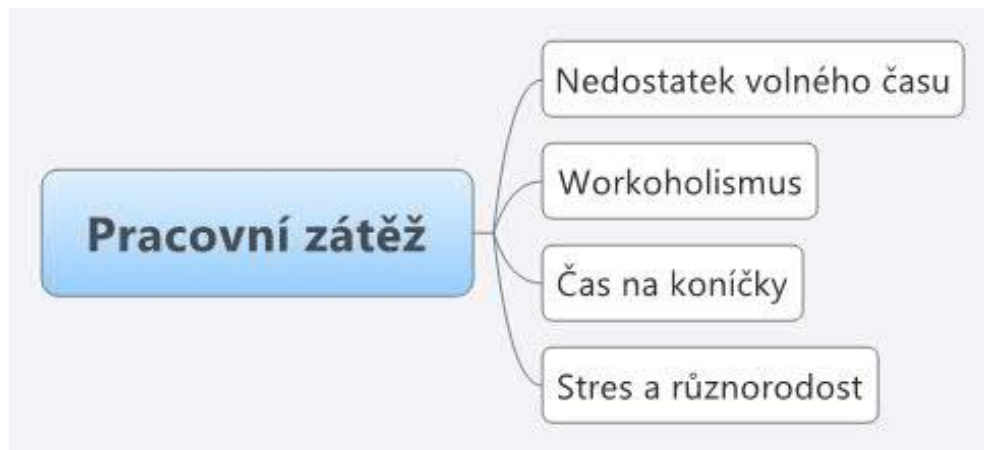 Pracovní zátěž
Nedostatek volného času
Workoholismus
Čas na koníčky
Stres a různorodost